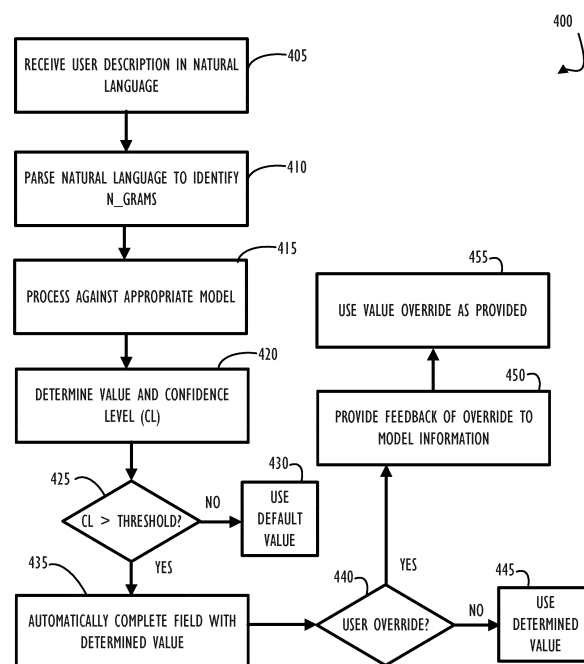 400
RECEIVE USER DESCRIPTION IN NATURAL
LANGUAGE
405
PARSE NATURAL LANGUAGE TO IDENTIFY
N_GRAMS
410
PROCESS AGAINST APPROPRIATE MODEL
415
DETERMINE VALUE AND CONFIDENCE
LEVEL (CL)
420
425
CL > THRESHOLD?
NO
430
USE
DEFAULT
VALUE
YES
435
AUTOMATICALLY COMPLETE FIELD WITH
DETERMINED VALUE
440
USER OVERRIDE?
NO
445
USE
DETERMINED
VALUE
YES
450
PROVIDE FEEDBACK OF OVERRIDE TO
MODEL INFORMATION
455
USE VALUE OVERRIDE AS PROVIDED